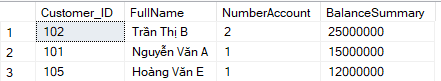 Customer_ID FullName NumberAccount BalanceSummary
1 102 Trần Thị B 2 25000000
2 101 Nguyễn Văn A 1 15000000
3 105 Hoàng Văn E 1 12000000